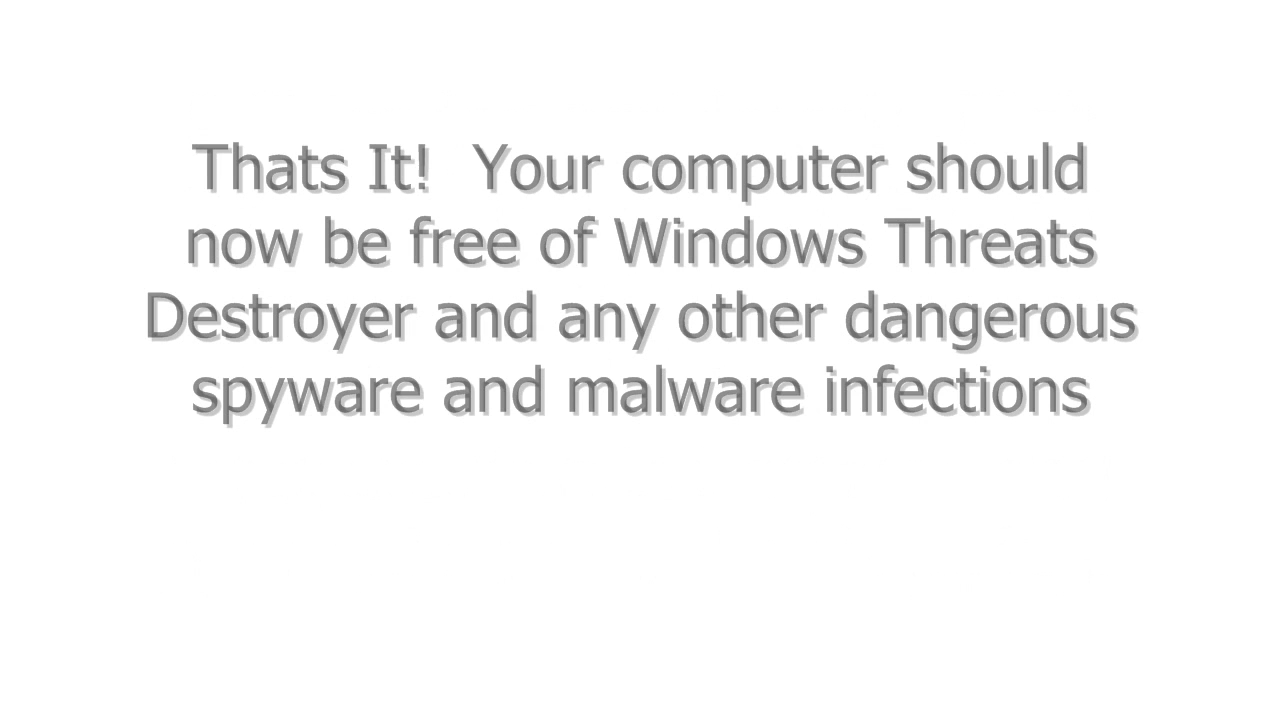 Thats It!  Your computer should
now be free of Windows Threats
Destroyer and any other dangerous
spyware and malware infections